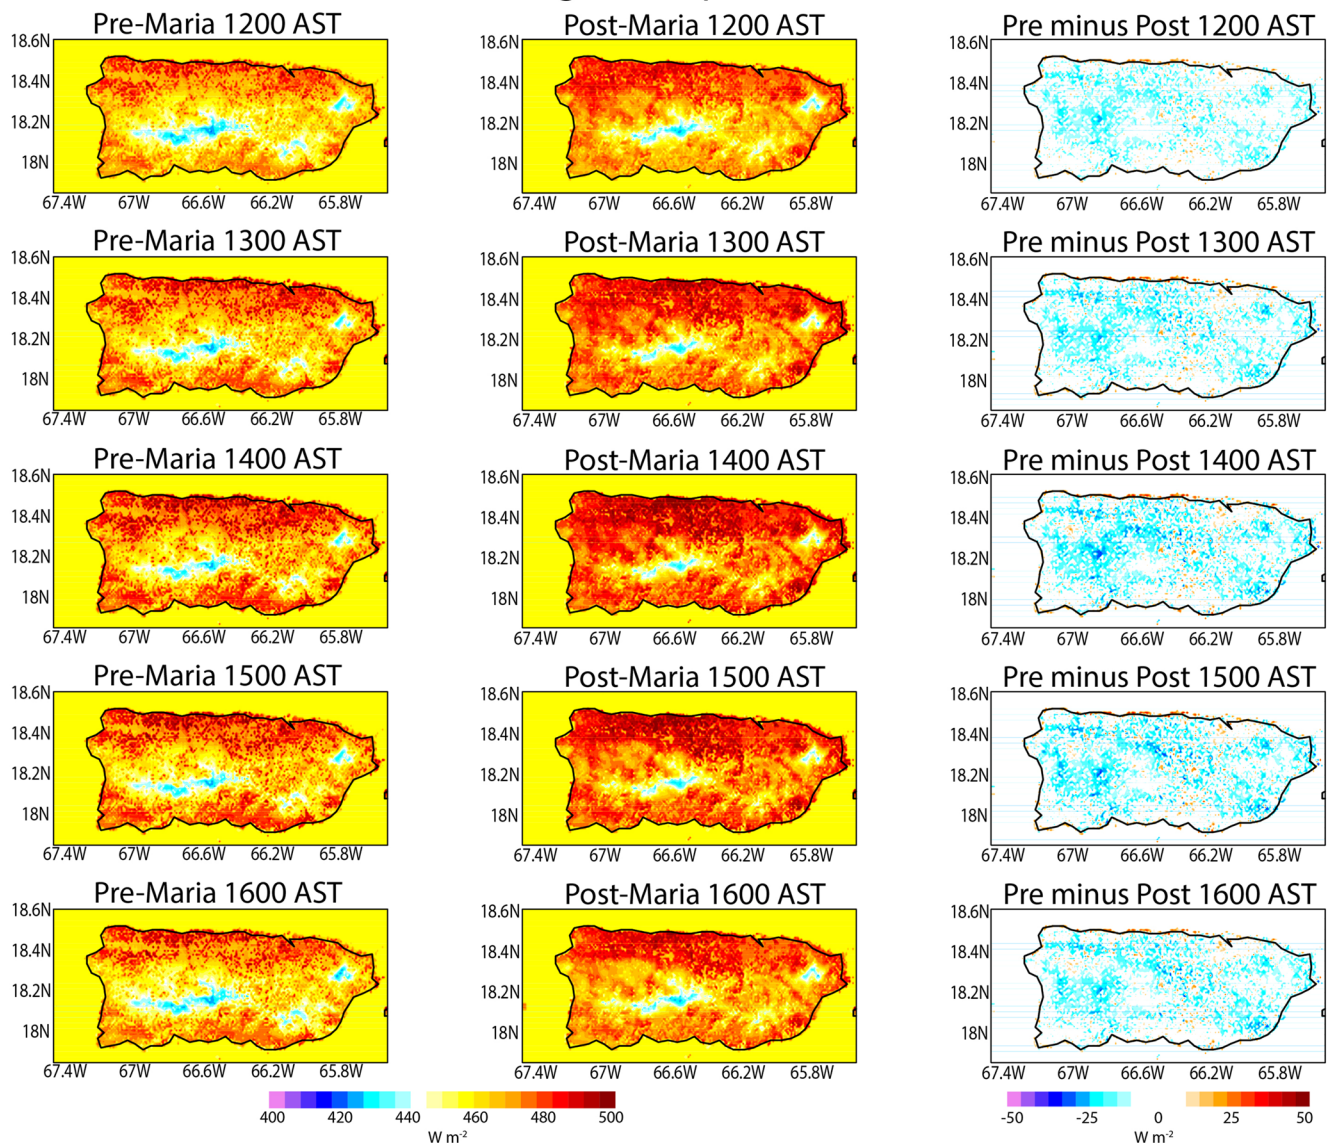 Pre-Maria 1200 AST
Post-Maria 1200 AST
Pre minus Post 1200 AST
18.6N
18.4N
18.2N
18N
67.4W 67W 66.6W 66.2W 65.8W
18.6N
18.4N
18.2N
18N
67.4W 67W 66.6W 66.2W 65.8W
18.6N
18.4N
18.2N
18N
67.4W 67W 66.6W 66.2W 65.8W
Pre-Maria 1300 AST
Post-Maria 1300 AST
Pre minus Post 1300 AST
18.6N
18.4N
18.2N
18N
67.4W 67W 66.6W 66.2W 65.8W
18.6N
18.4N
18.2N
18N
67.4W 67W 66.6W 66.2W 65.8W
18.6N
18.4N
18.2N
18N
67.4W 67W 66.6W 66.2W 65.8W
Pre-Maria 1400 AST
Post-Maria 1400 AST
Pre minus Post 1400 AST
18.6N
18.4N
18.2N
18N
67.4W 67W 66.6W 66.2W 65.8W
18.6N
18.4N
18.2N
18N
67.4W 67W 66.6W 66.2W 65.8W
18.6N
18.4N
18.2N
18N
67.4W 67W 66.6W 66.2W 65.8W
Pre-Maria 1500 AST
Post-Maria 1500 AST
Pre minus Post 1500 AST
18.6N
18.4N
18.2N
18N
67.4W 67W 66.6W 66.2W 65.8W
18.6N
18.4N
18.2N
18N
67.4W 67W 66.6W 66.2W 65.8W
18.6N
18.4N
18.2N
18N
67.4W 67W 66.6W 66.2W 65.8W
Pre-Maria 1600 AST
Post-Maria 1600 AST
Pre minus Post 1600 AST
18.6N
18.4N
18.2N
18N
67.4W 67W 66.6W 66.2W 65.8W
18.6N
18.4N
18.2N
18N
67.4W 67W 66.6W 66.2W 65.8W
18.6N
18.4N
18.2N
18N
67.4W 67W 66.6W 66.2W 65.8W
400 420 440 460 480 500
W m⁻²
-50 -25 0 25 50
W m⁻²